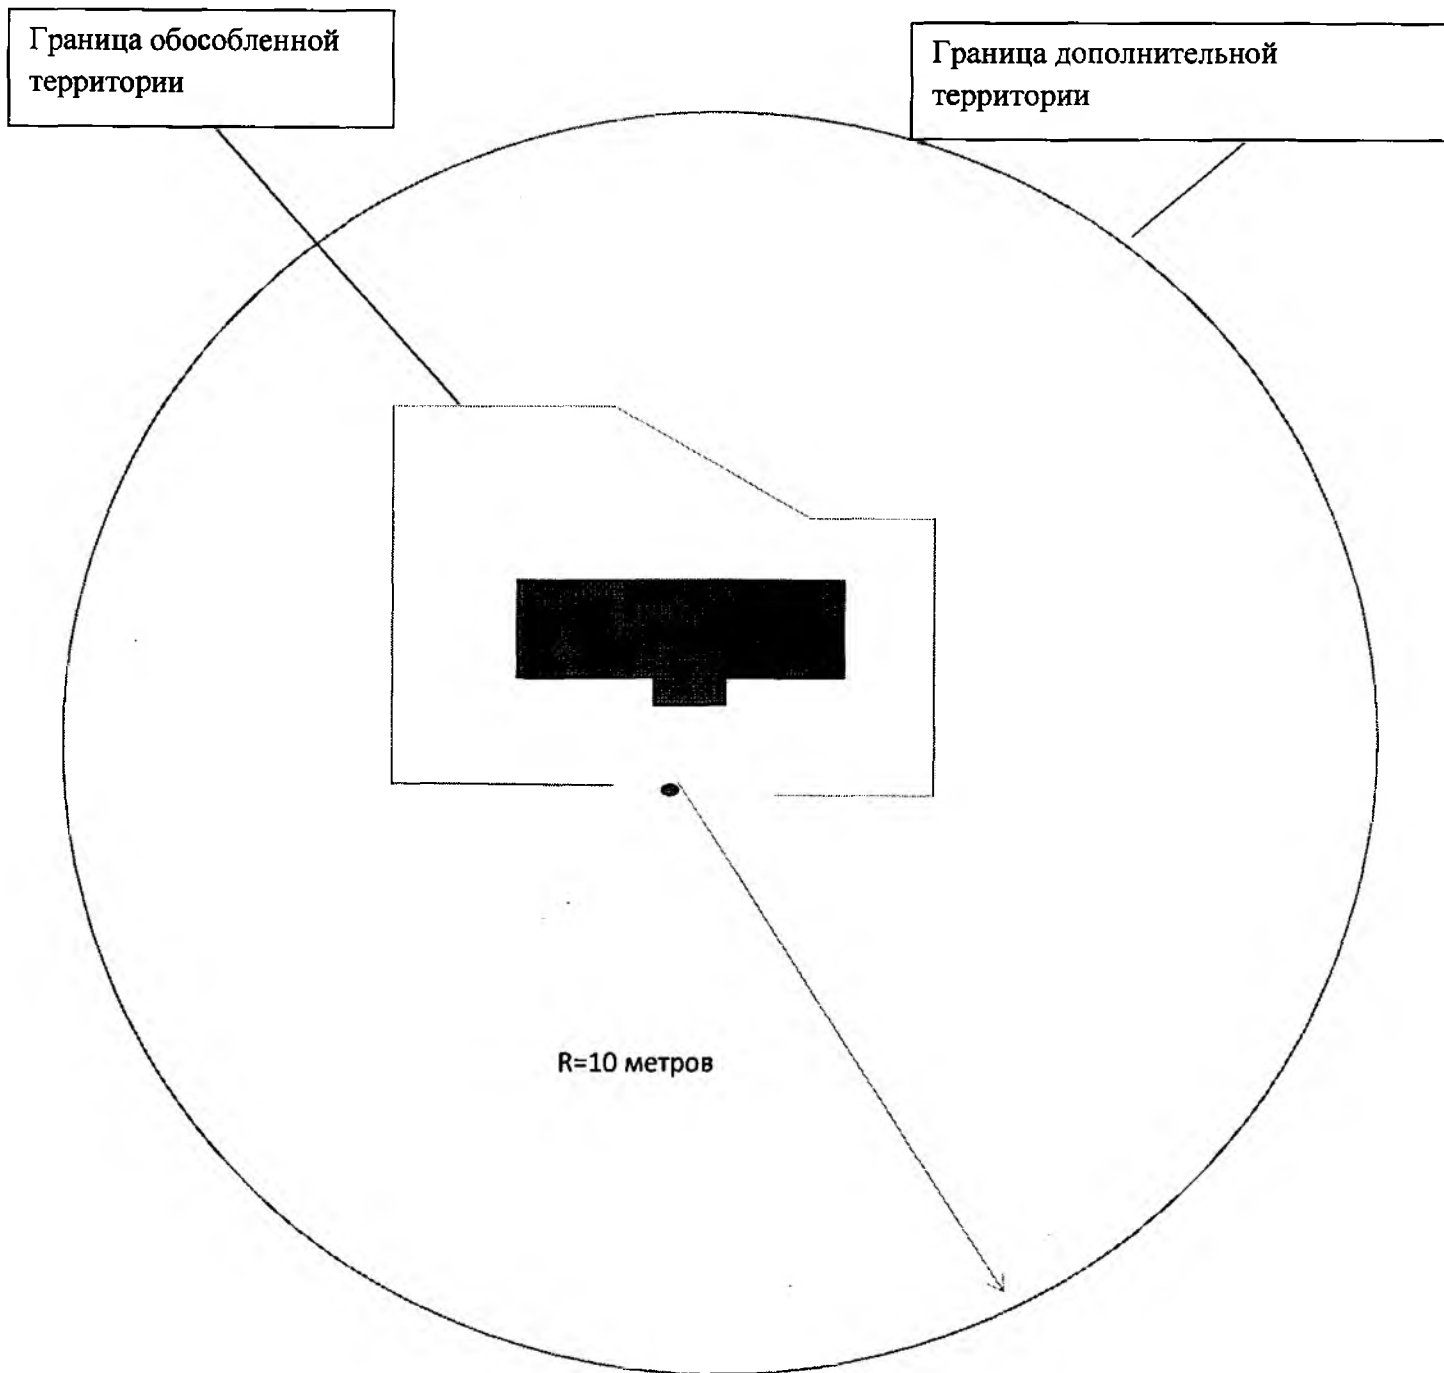 Граница обособленной
территории
Граница дополнительной
территории
R=10 метров